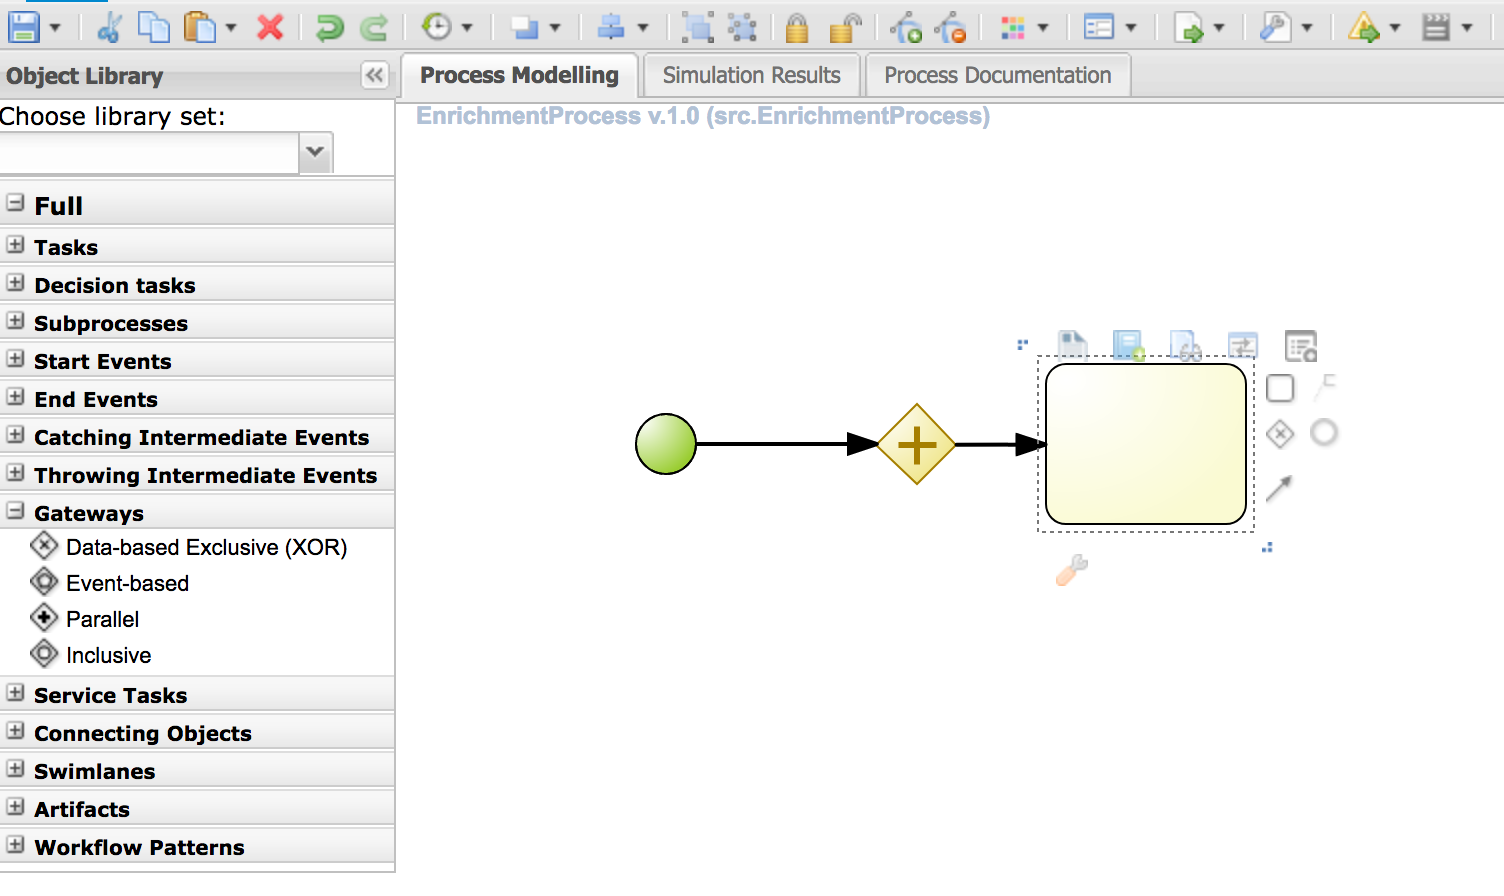 Object Library
Process Modelling
Simulation Results
Process Documentation
Choose library set:
EnrichmentProcess v.1.0 (src.EnrichmentProcess)
Full
Tasks
Decision tasks
Subprocesses
Start Events
End Events
Catching Intermediate Events
Throwing Intermediate Events
Gateways
Data-based Exclusive (XOR)
Event-based
Parallel
Inclusive
Service Tasks
Connecting Objects
Swimlanes
Artifacts
Workflow Patterns